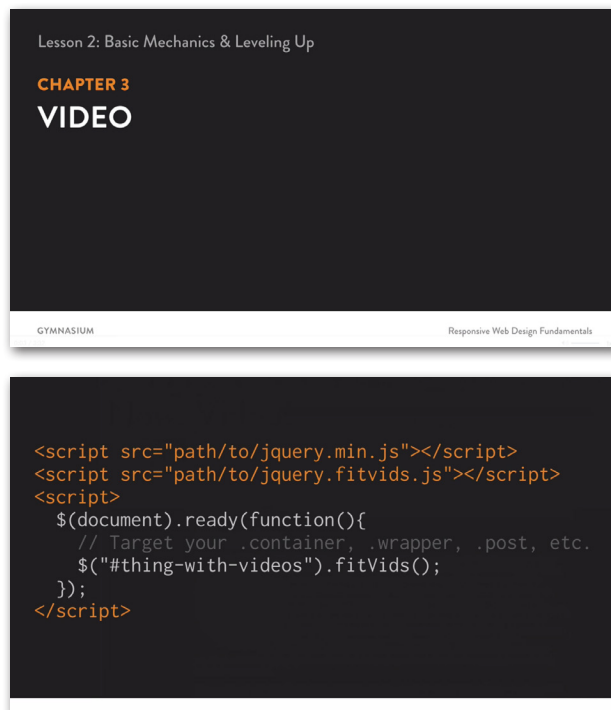 Lesson 2: Basic Mechanics & Leveling Up
CHAPTER 3
VIDEO
GYMNASIUM
Responsive Web Design Fundamentals
<script src="path/to/jquery.min.js"></script>
<script src="path/to/jquery.fitvids.js"></script>
<script>
  $(document).ready(function(){
    // Target your .container, .wrapper, .post, etc.
    $("#thing-with-videos").fitVids();
  });
</script>